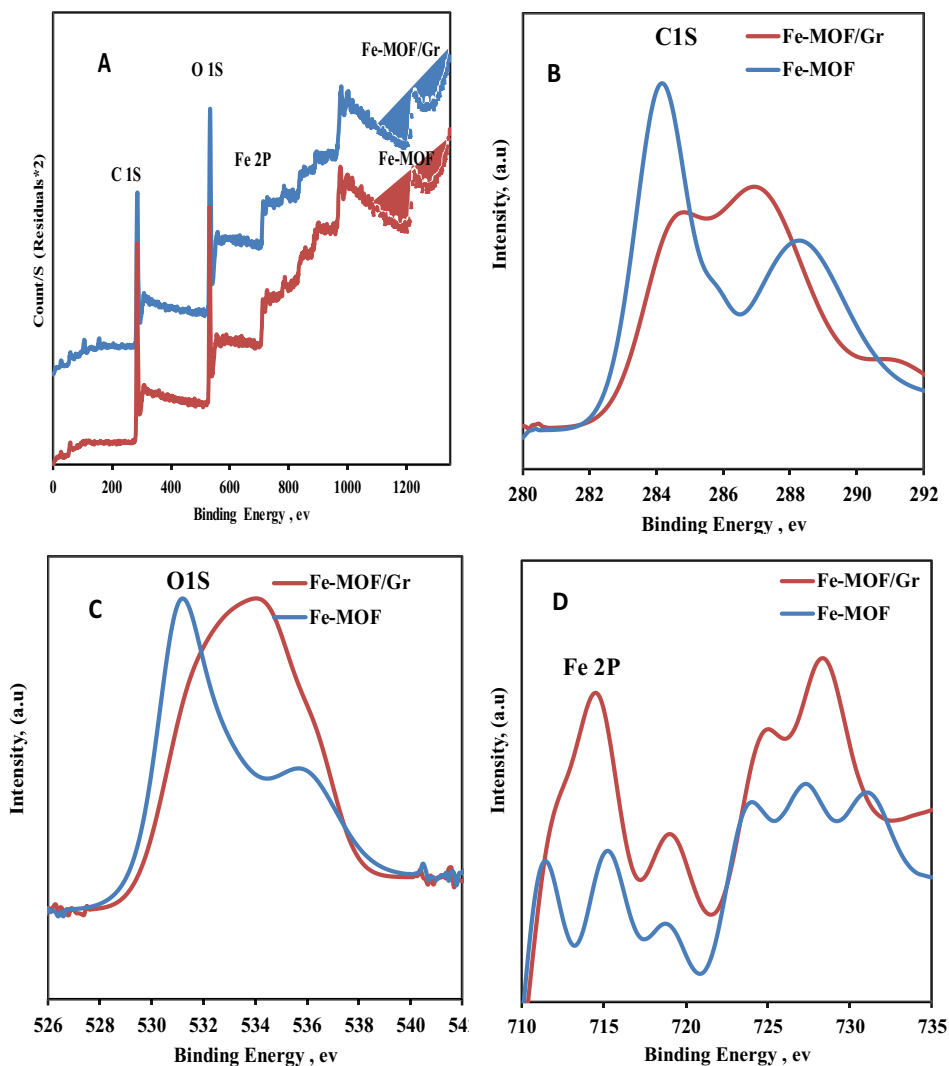 A
Fe-MOF/Gr
O 1S
Fe 2P
Fe-MOF
C 1S
Count/S (Residuals*2)
0 200 400 600 800 1000 1200
Binding Energy , ev
B
C1S
Fe-MOF/Gr
Fe-MOF
Intensity, (a.u)
280 282 284 286 288 290 292
Binding Energy , ev
C
O1S
Fe-MOF/Gr
Fe-MOF
Intensity, (a.u)
526 528 530 532 534 536 538 540 542
Binding Energy , ev
D
Fe 2P
Fe-MOF/Gr
Fe-MOF
Intensity, (a.u)
710 715 720 725 730 735
Binding Energy , ev